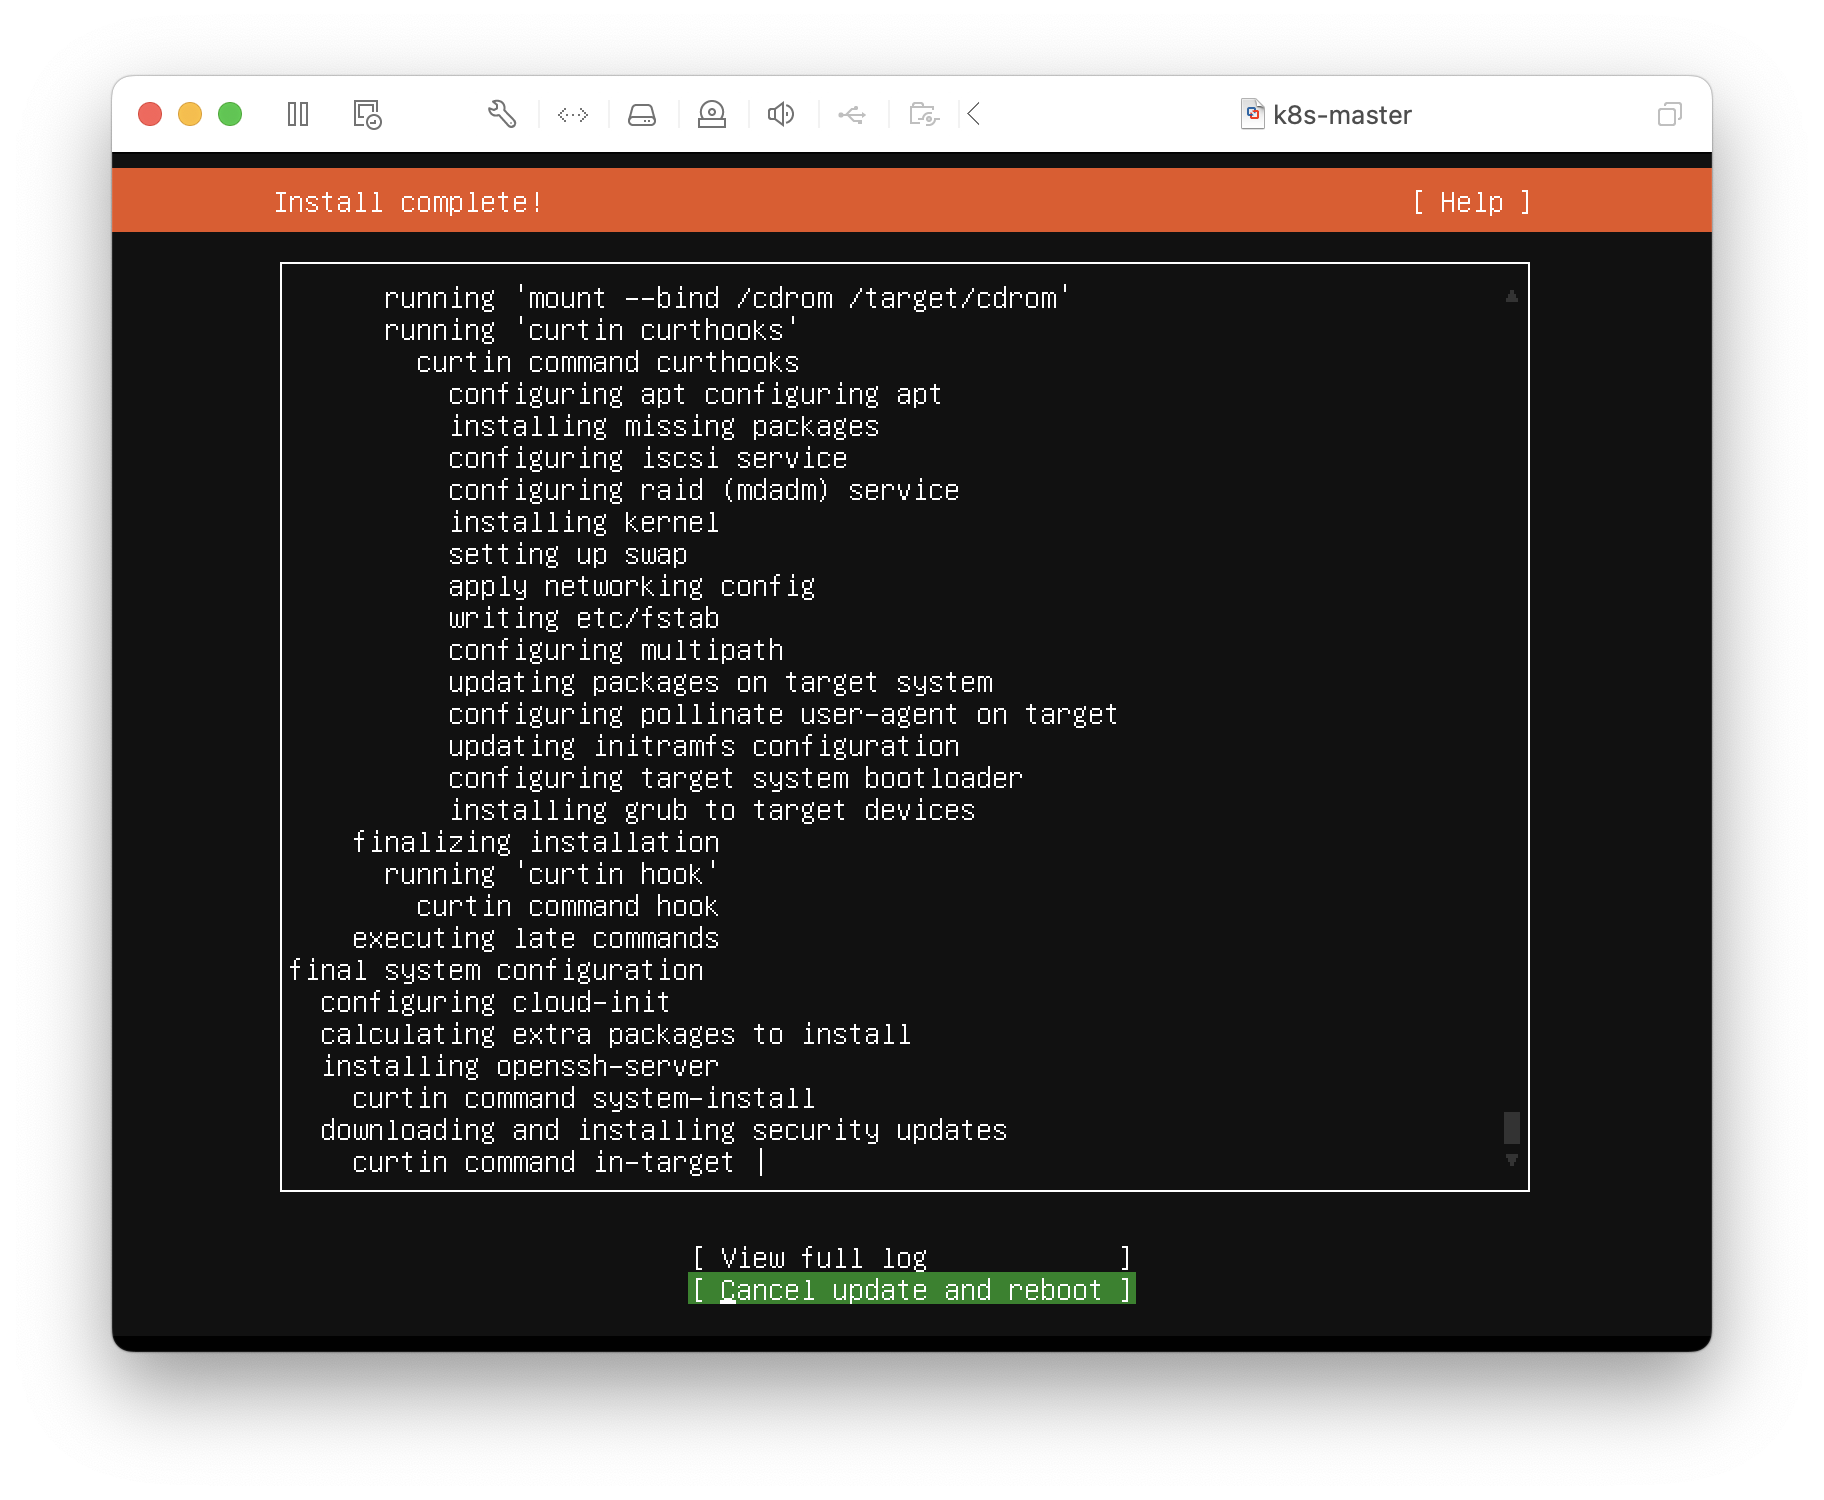 k8s-master
Install complete! [ Help ]
running 'mount --bind /cdrom /target/cdrom'
running 'curtin curthooks'
curtin command curthooks
configuring apt configuring apt
installing missing packages
configuring iscsi service
configuring raid (mdadm) service
installing kernel
setting up swap
apply networking config
writing etc/fstab
configuring multipath
updating packages on target system
configuring pollinate user-agent on target
updating initramfs configuration
configuring target system bootloader
installing grub to target devices
finalizing installation
running 'curtin hook'
curtin command hook
executing late commands
final system configuration
configuring cloud-init
calculating extra packages to install
installing openssh-server
curtin command system-install
downloading and installing security updates
curtin command in-target |
[ View full log ]
[ Cancel update and reboot ]